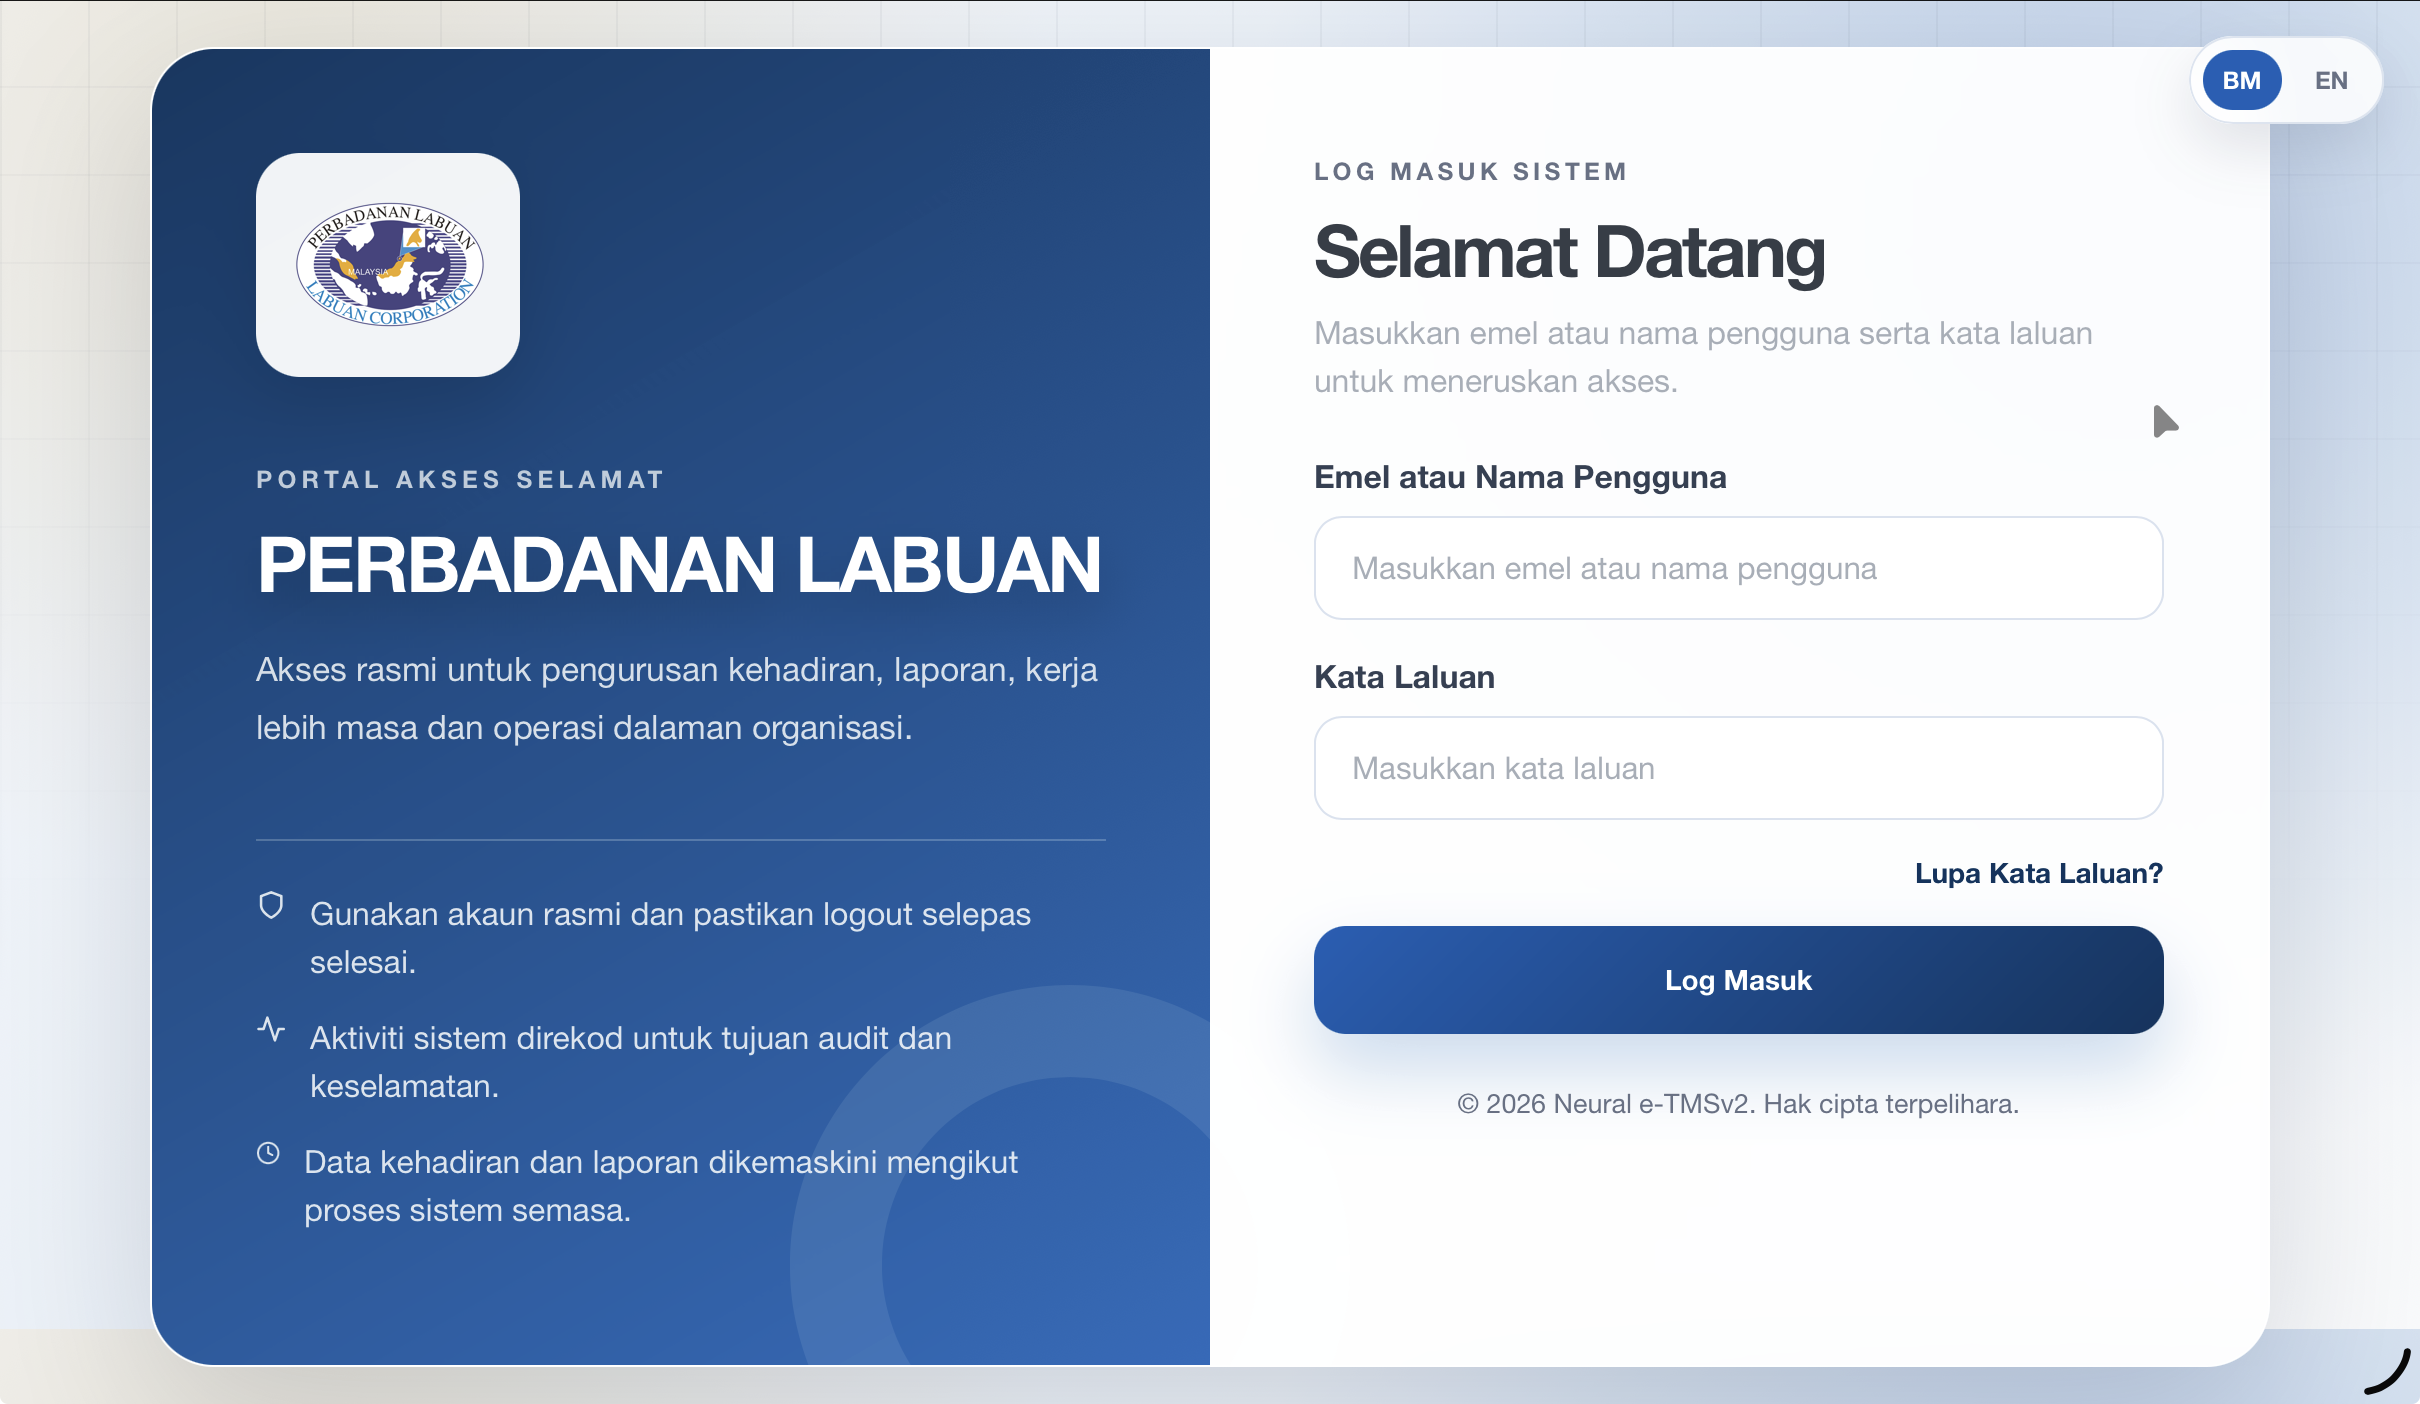 BM EN
PERBADANAN LABUAN
MALAYSIA
LABUAN CORPORATION
PORTAL AKSES SELAMAT
PERBADANAN LABUAN
Akses rasmi untuk pengurusan kehadiran, laporan, kerja
lebih masa dan operasi dalaman organisasi.
Gunakan akaun rasmi dan pastikan logout selepas
selesai.
Aktiviti sistem direkod untuk tujuan audit dan
keselamatan.
Data kehadiran dan laporan dikemaskini mengikut
proses sistem semasa.
LOG MASUK SISTEM
Selamat Datang
Masukkan emel atau nama pengguna serta kata laluan
untuk meneruskan akses.
Emel atau Nama Pengguna
Masukkan emel atau nama pengguna
Kata Laluan
Masukkan kata laluan
Lupa Kata Laluan?
Log Masuk
© 2026 Neural e-TMSv2. Hak cipta terpelihara.